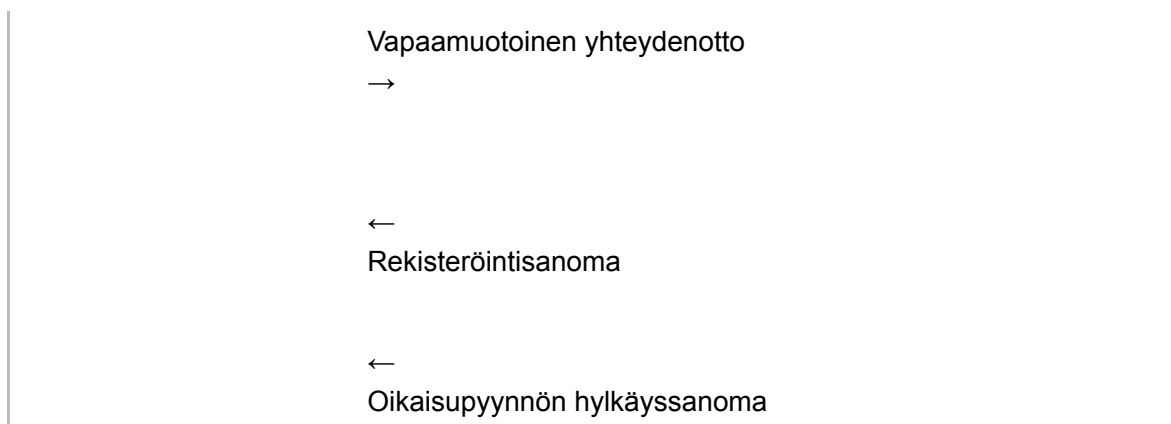 Vapaamuotoinen yhteydenotto
→
←
Rekisteröintisanoma
←
Oikaisupyynnön hylkäyssanoma